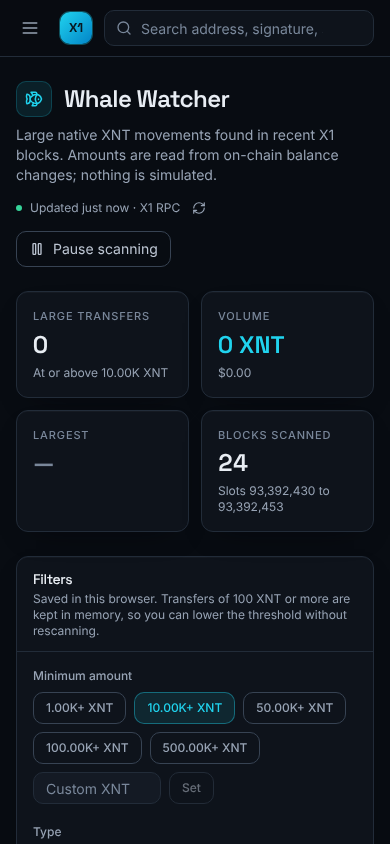 X1
Search address, signature,
Whale Watcher
Large native XNT movements found in recent X1
blocks. Amounts are read from on-chain balance
changes; nothing is simulated.
Updated just now · X1 RPC
Pause scanning
LARGE TRANSFERS
0
At or above 10.00K XNT
VOLUME
0 XNT
$0.00
LARGEST
—
BLOCKS SCANNED
24
Slots 93,392,430 to
93,392,453
Filters
Saved in this browser. Transfers of 100 XNT or more are
kept in memory, so you can lower the threshold without
rescanning.
Minimum amount
1.00K+ XNT
10.00K+ XNT
50.00K+ XNT
100.00K+ XNT
500.00K+ XNT
Custom XNT
Set
Type